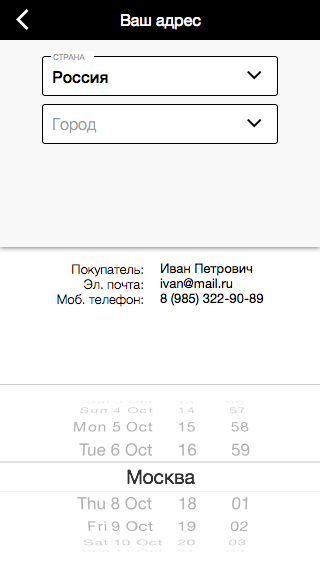 Ваш адрес
СТРАНА
Россия
Город
Покупатель: Иван Петрович
Эл. почта: ivan@mail.ru
Моб. телефон: 8 (985) 322-90-89
Sun 4 Oct 14 57
Mon 5 Oct 15 58
Tue 6 Oct 16 59
Москва
Thu 8 Oct 18 01
Fri 9 Oct 19 02
Sat 10 Oct 20 03